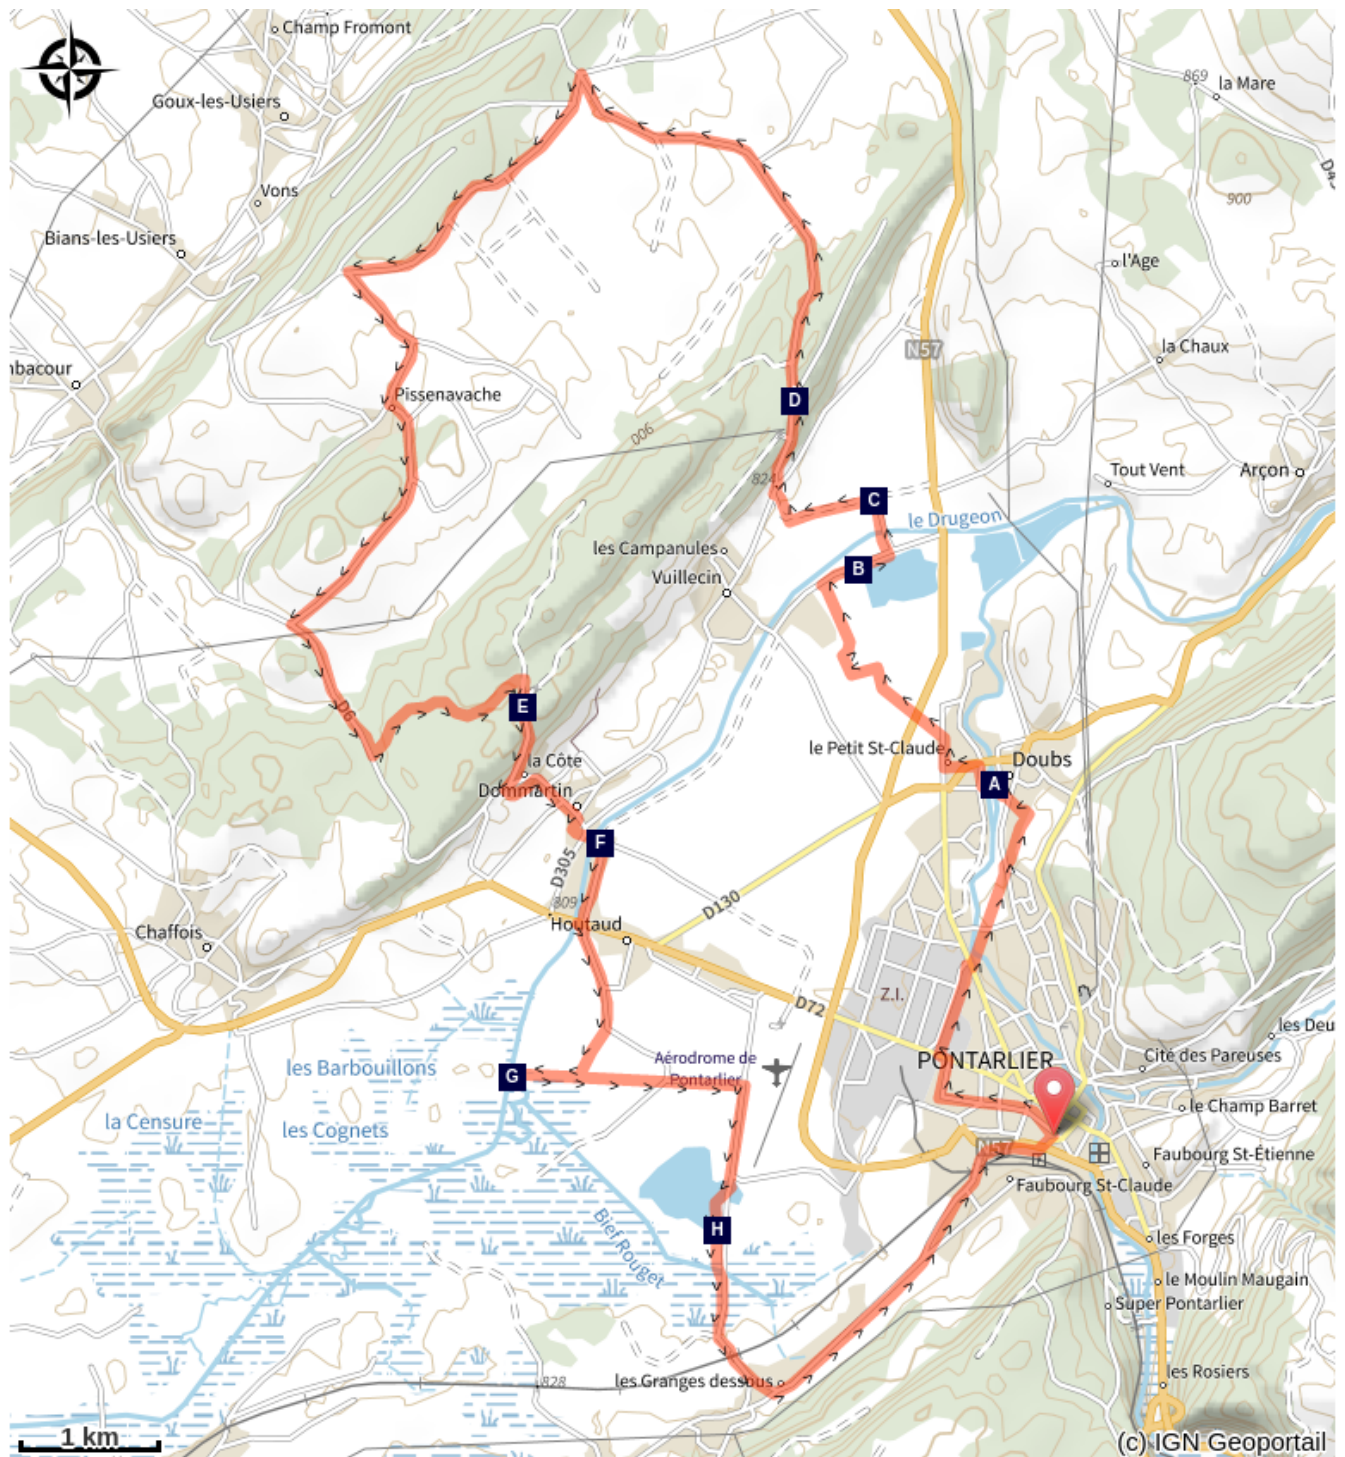 Champ Fromont
869
la Mare
Goux-les-Usiers
Vons
900
Bians-les-Usiers
l'Age
N57
la Chaux
mbacour
Pissenavache
D
006
Tout Vent
Arçon
824
C
le Drugeon
les Campanules
Vuillecin
B
D6
E
le Petit St-Claude
Doubs
la Côte
A
Dommartin
F
D305
D130
809
Houtaud
Chaffois
Z.I.
D72
les Deu
PONTARLIER
Cité des Pareuses
Aérodrome de
Pontarlier
les Barbouillons
G
le Champ Barret
la Censure
les Cognets
N57
Faubourg St-Étienne
Faubourg St-Claude
H
Bief Rouget
les Forges
le Moulin Maugain
Super Pontarlier
les Granges dessous
828
les Rosiers
1 km
(c) IGN Geoportail